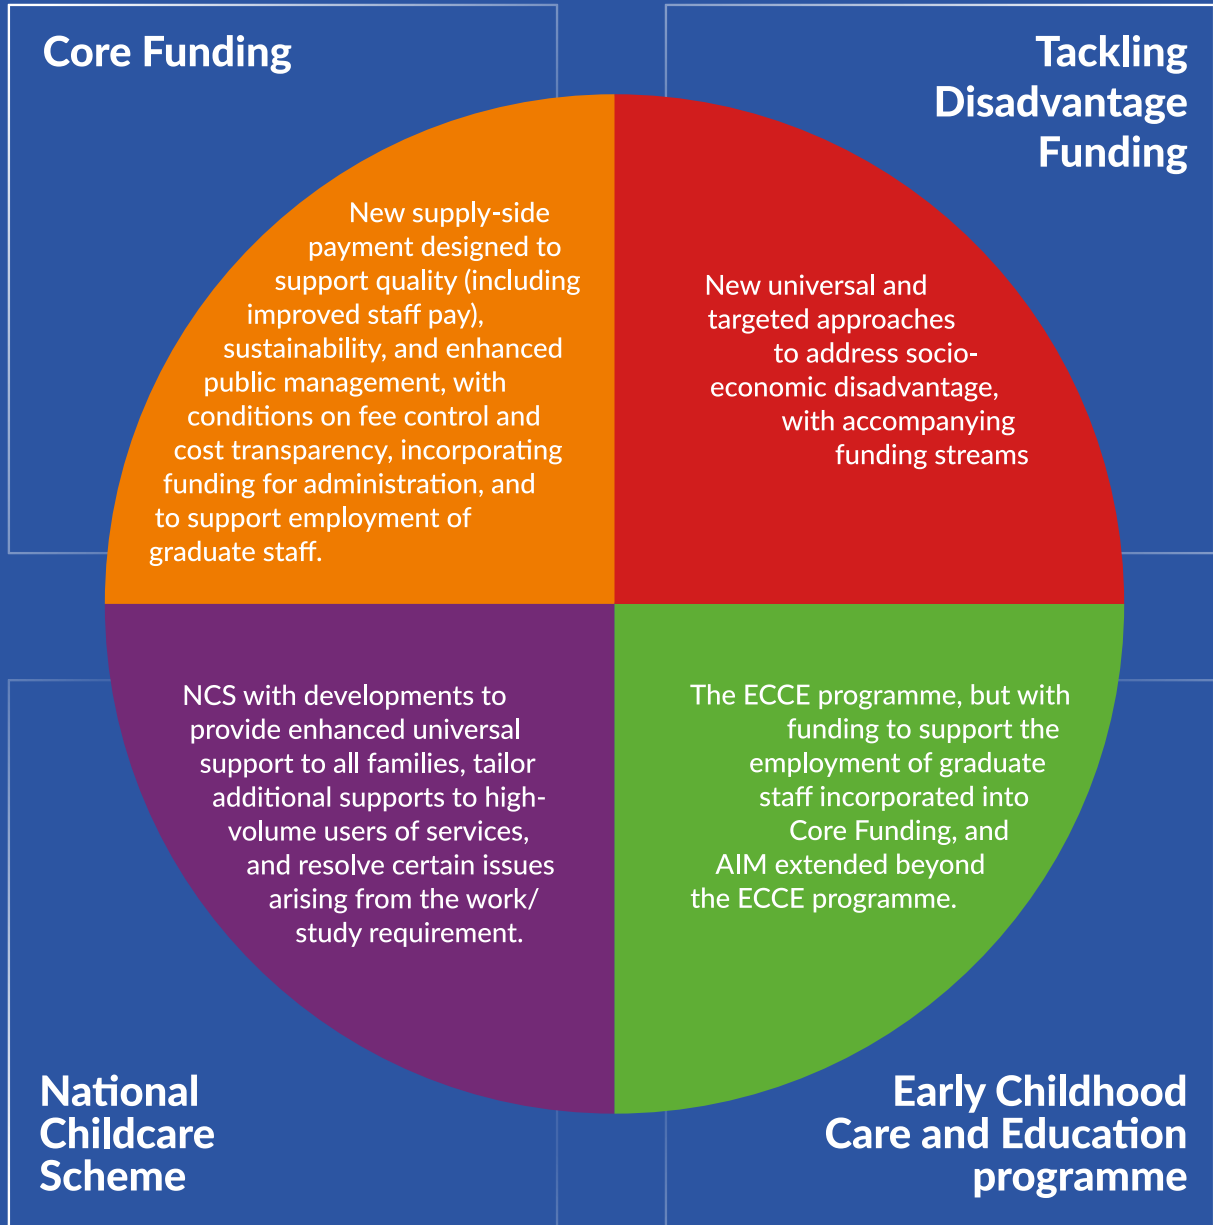 Core Funding
New supply-side
payment designed to
support quality (including
improved staff pay),
sustainability, and enhanced
public management, with
conditions on fee control and
cost transparency, incorporating
funding for administration, and
to support employment of
graduate staff.
Tackling
Disadvantage
Funding
New universal and
targeted approaches
to address socio-
economic disadvantage,
with accompanying
funding streams
NCS with developments to
provide enhanced universal
support to all families, tailor
additional supports to high-
volume users of services,
and resolve certain issues
arising from the work/
study requirement.
National
Childcare
Scheme
The ECCE programme, but with
funding to support the
employment of graduate
staff incorporated into
Core Funding, and
AIM extended beyond
the ECCE programme.
Early Childhood
Care and Education
programme